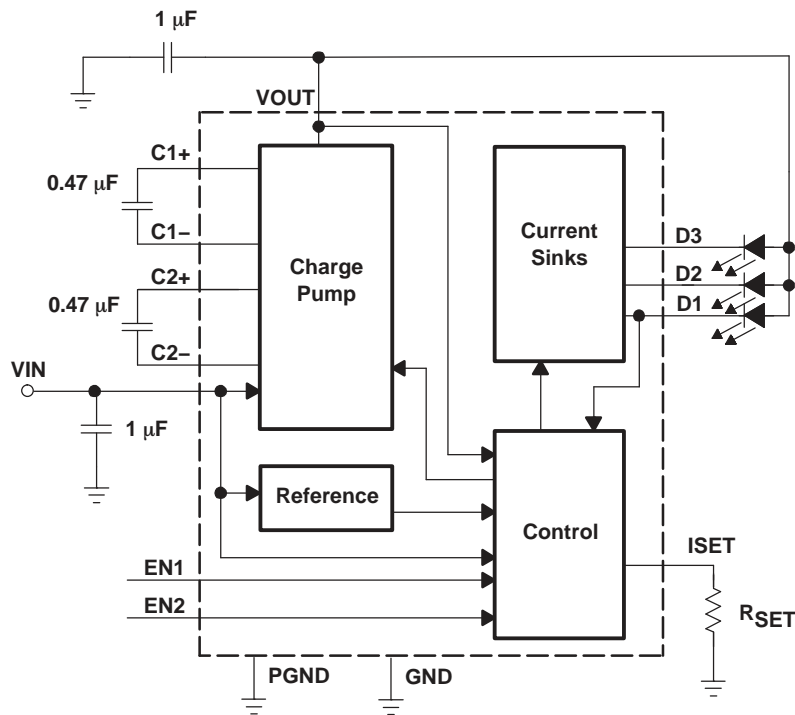 1 μF
VOUT
C1+
0.47 μF
C1–
C2+
0.47 μF
C2–
VIN
1 μF
Charge
Pump
Current
Sinks
D3
D2
D1
Reference
Control
EN1
EN2
ISET
RSET
PGND
GND